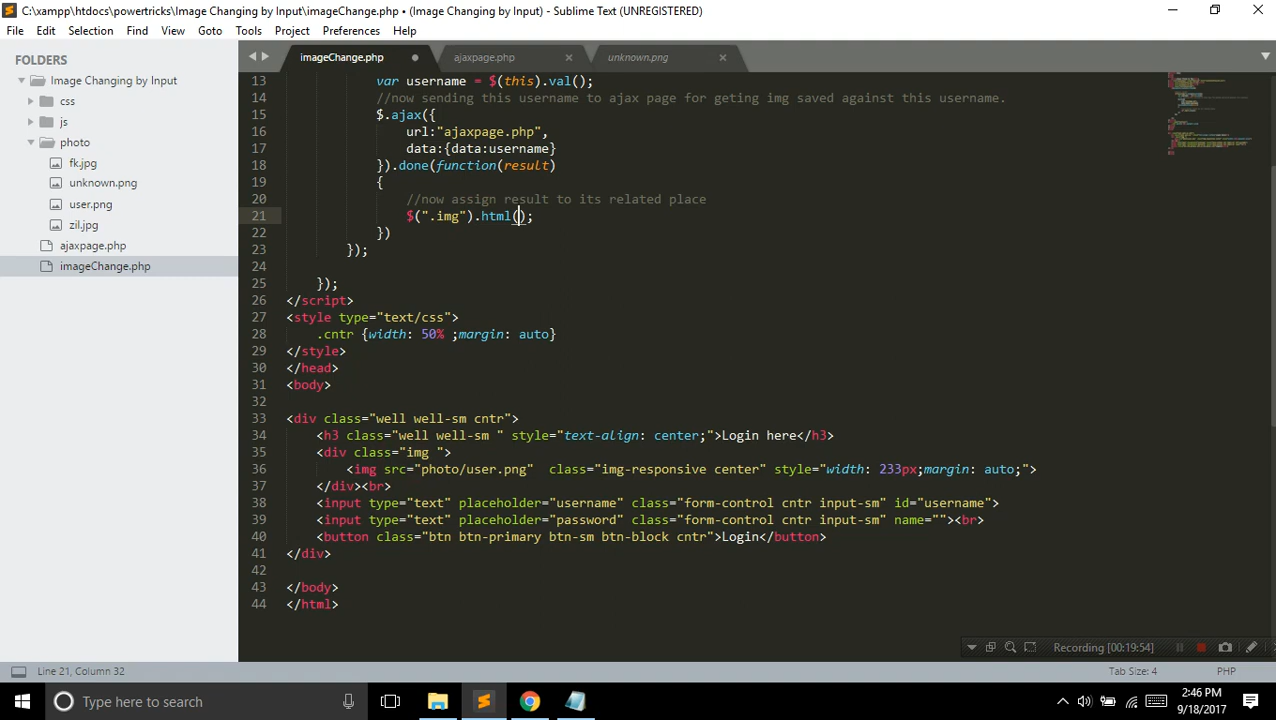 C:\xampp\htdocs\powertricks\Image Changing by Input\imageChange.php • (Image Changing by Input) - Sublime Text (UNREGISTERED)
File Edit Selection Find View Goto Tools Project Preferences Help
FOLDERS
Image Changing by Input
css
js
photo
fk.jpg
unknown.png
user.png
zil.jpg
ajaxpage.php
imageChange.php
imageChange.php ajaxpage.php unknown.png
13 var username = $(this).val();
14 //now sending this username to ajax page for geting img saved against this username.
15 $.ajax({
16 url:"ajaxpage.php",
17 data:{data:username}
18 }).done(function(result)
19 {
20 //now assign result to its related place
21 $(".img").html();
22 })
23 });
24
25 });
26 </script>
27 <style type="text/css">
28 .cntr {width: 50% ;margin: auto}
29 </style>
30 </head>
31 <body>
32
33 <div class="well well-sm cntr">
34 <h3 class="well well-sm " style="text-align: center;">Login here</h3>
35 <div class="img ">
36 <img src="photo/user.png"  class="img-responsive center" style="width: 233px;margin: auto;">
37 </div><br>
38 <input type="text" placeholder="username" class="form-control cntr input-sm" id="username">
39 <input type="text" placeholder="password" class="form-control cntr input-sm" name=""><br>
40 <button class="btn btn-primary btn-sm btn-block cntr">Login</button>
41 </div>
42
43 </body>
44 </html>
Recording [00:19:54]
Line 21, Column 32 Tab Size: 4 PHP
Type here to search
2:46 PM
9/18/2017